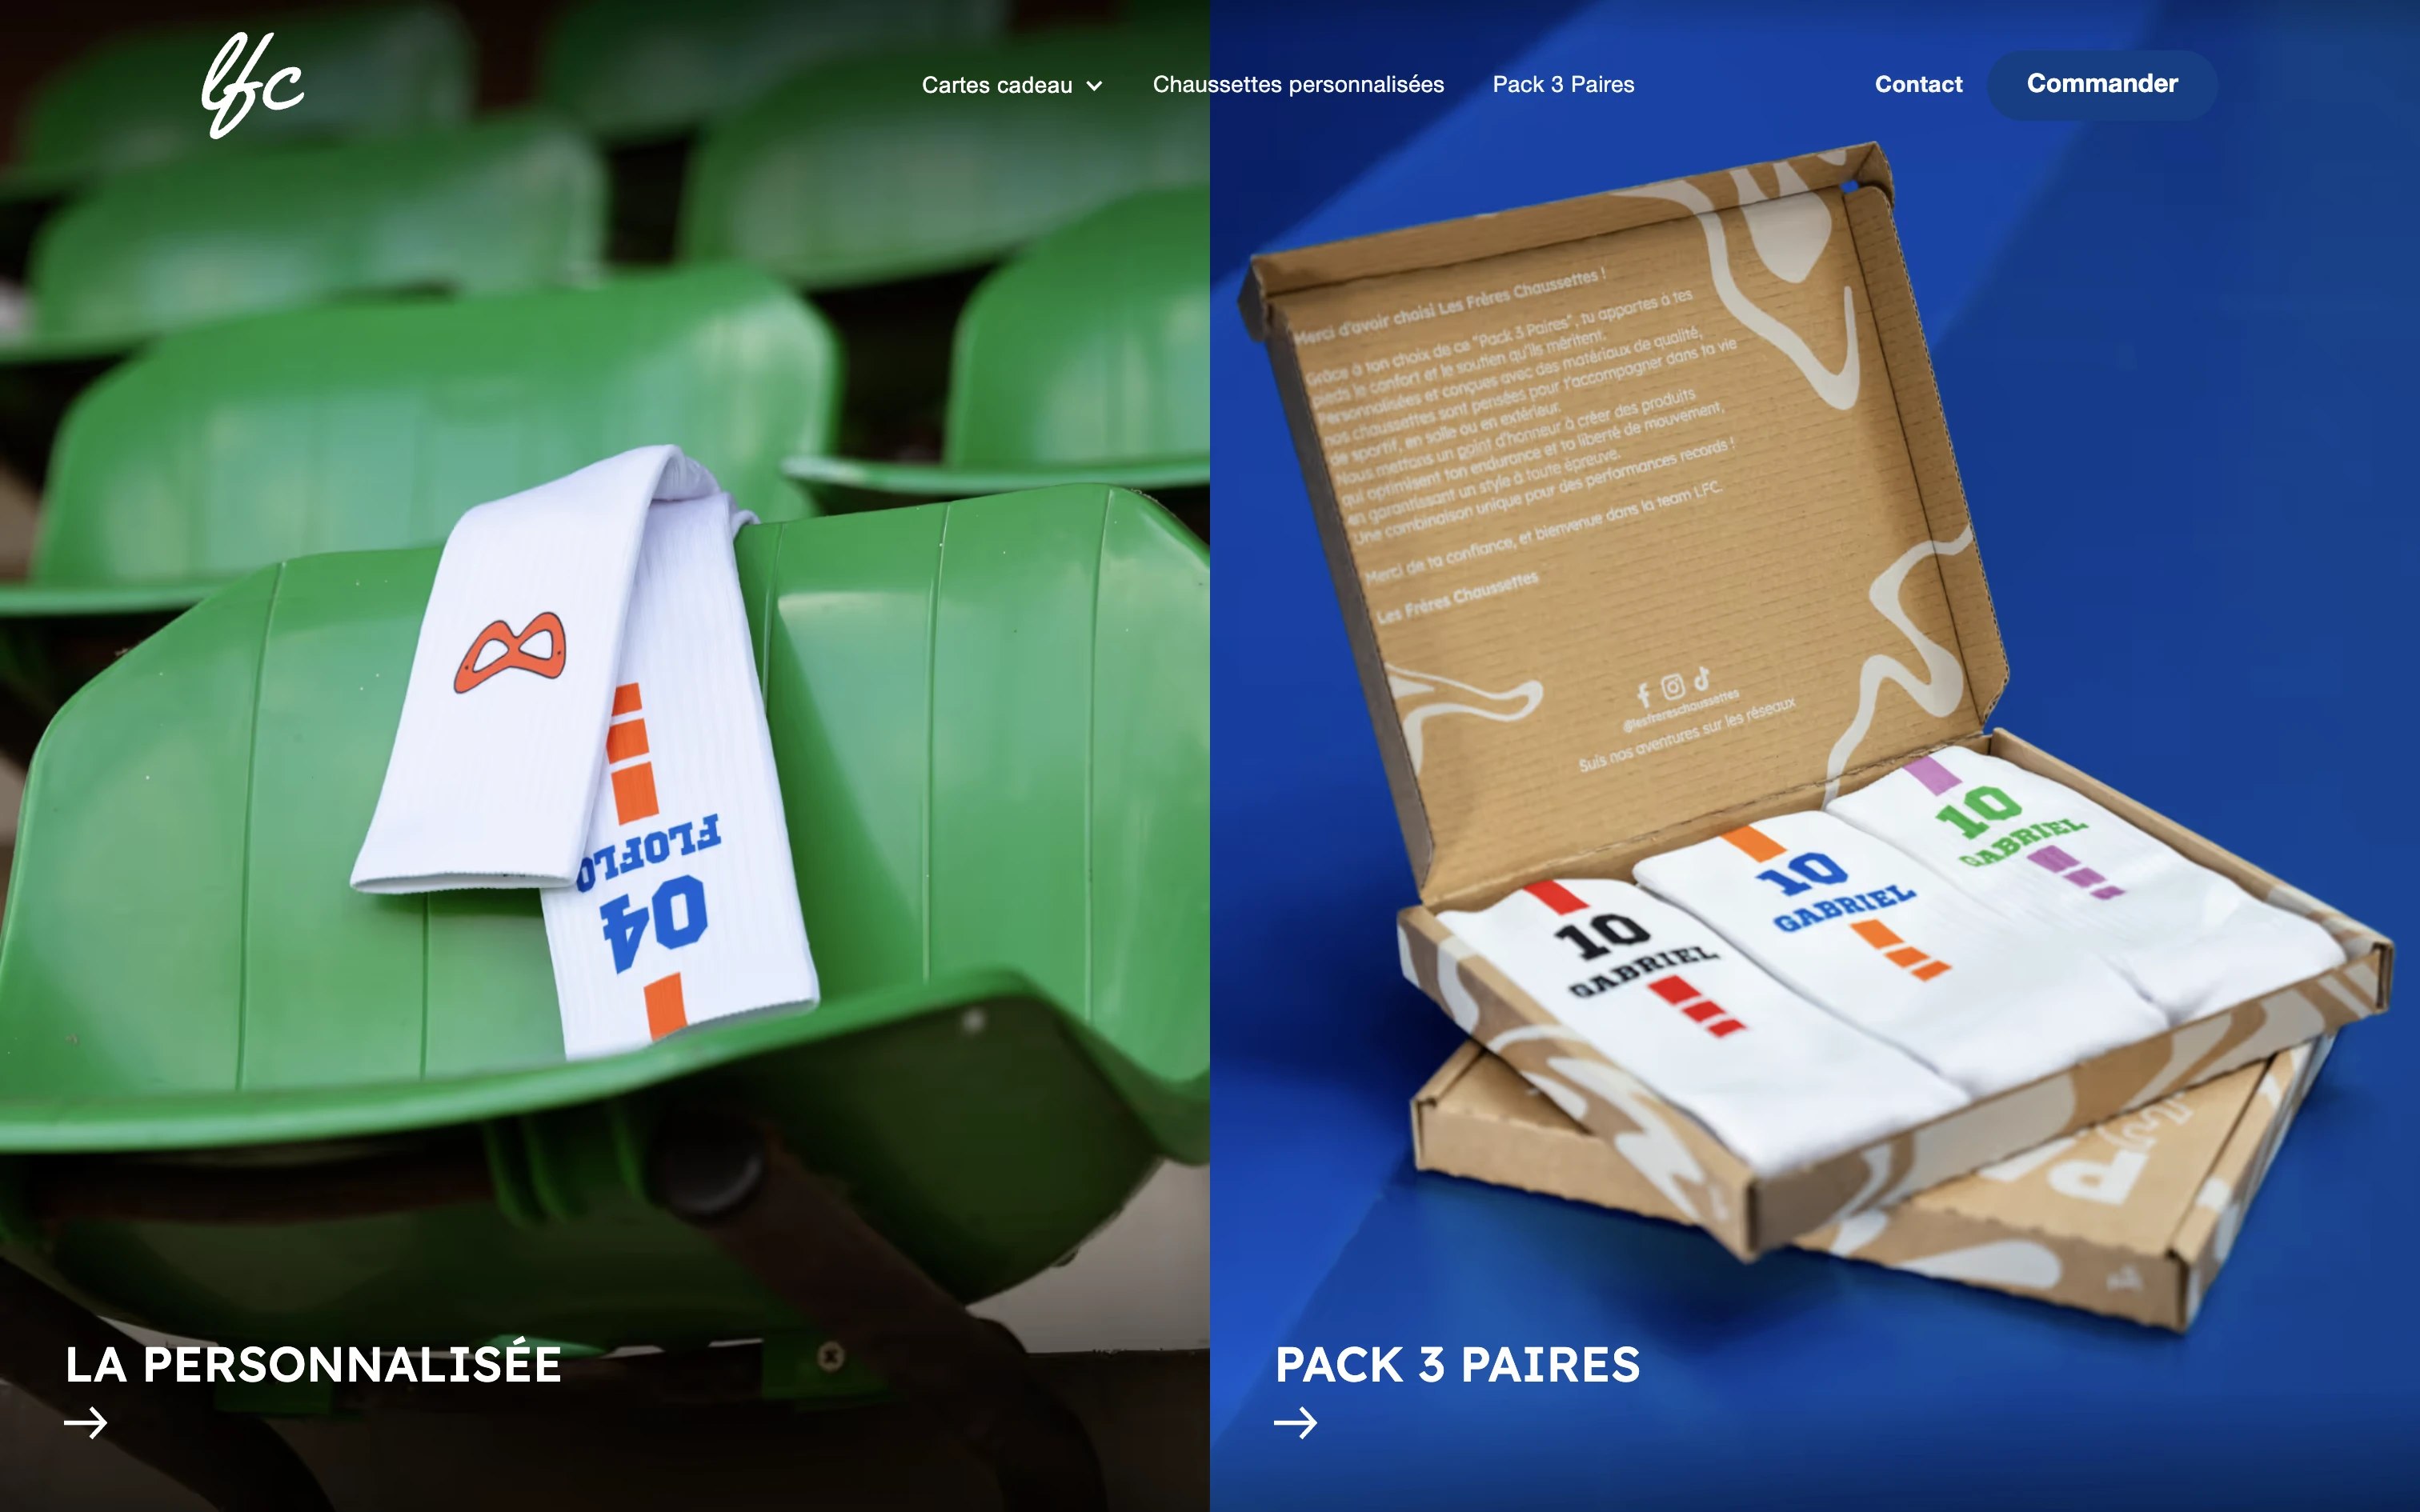 lfc
Cartes cadeau
Chaussettes personnalisées
Pack 3 Paires
Contact
Commander
FLOFLO
04
LA PERSONNALISÉE
Merci d'avoir choisi Les Frères Chaussettes !
Grâce à ton choix de ce "Pack 3 Paires", tu apportes à tes
pieds le confort et le soutien qu'ils méritent.
Personnalisées et conçues avec des matériaux de qualité,
nos chaussettes sont pensées pour t'accompagner dans ta vie
de sportif, en salle ou en extérieur.
Nous mettons un point d'honneur à créer des produits
qui optimisent ton endurance et ta liberté de mouvement,
en garantissant un style à toute épreuve.
Une combinaison unique pour des performances records !
Merci de ta confiance, et bienvenue dans la team LFC.
Les Frères Chaussettes
@lesfrereschaussettes
Suis nos aventures sur les réseaux
10
GABRIEL
10
GABRIEL
10
GABRIEL
PACK 3 PAIRES